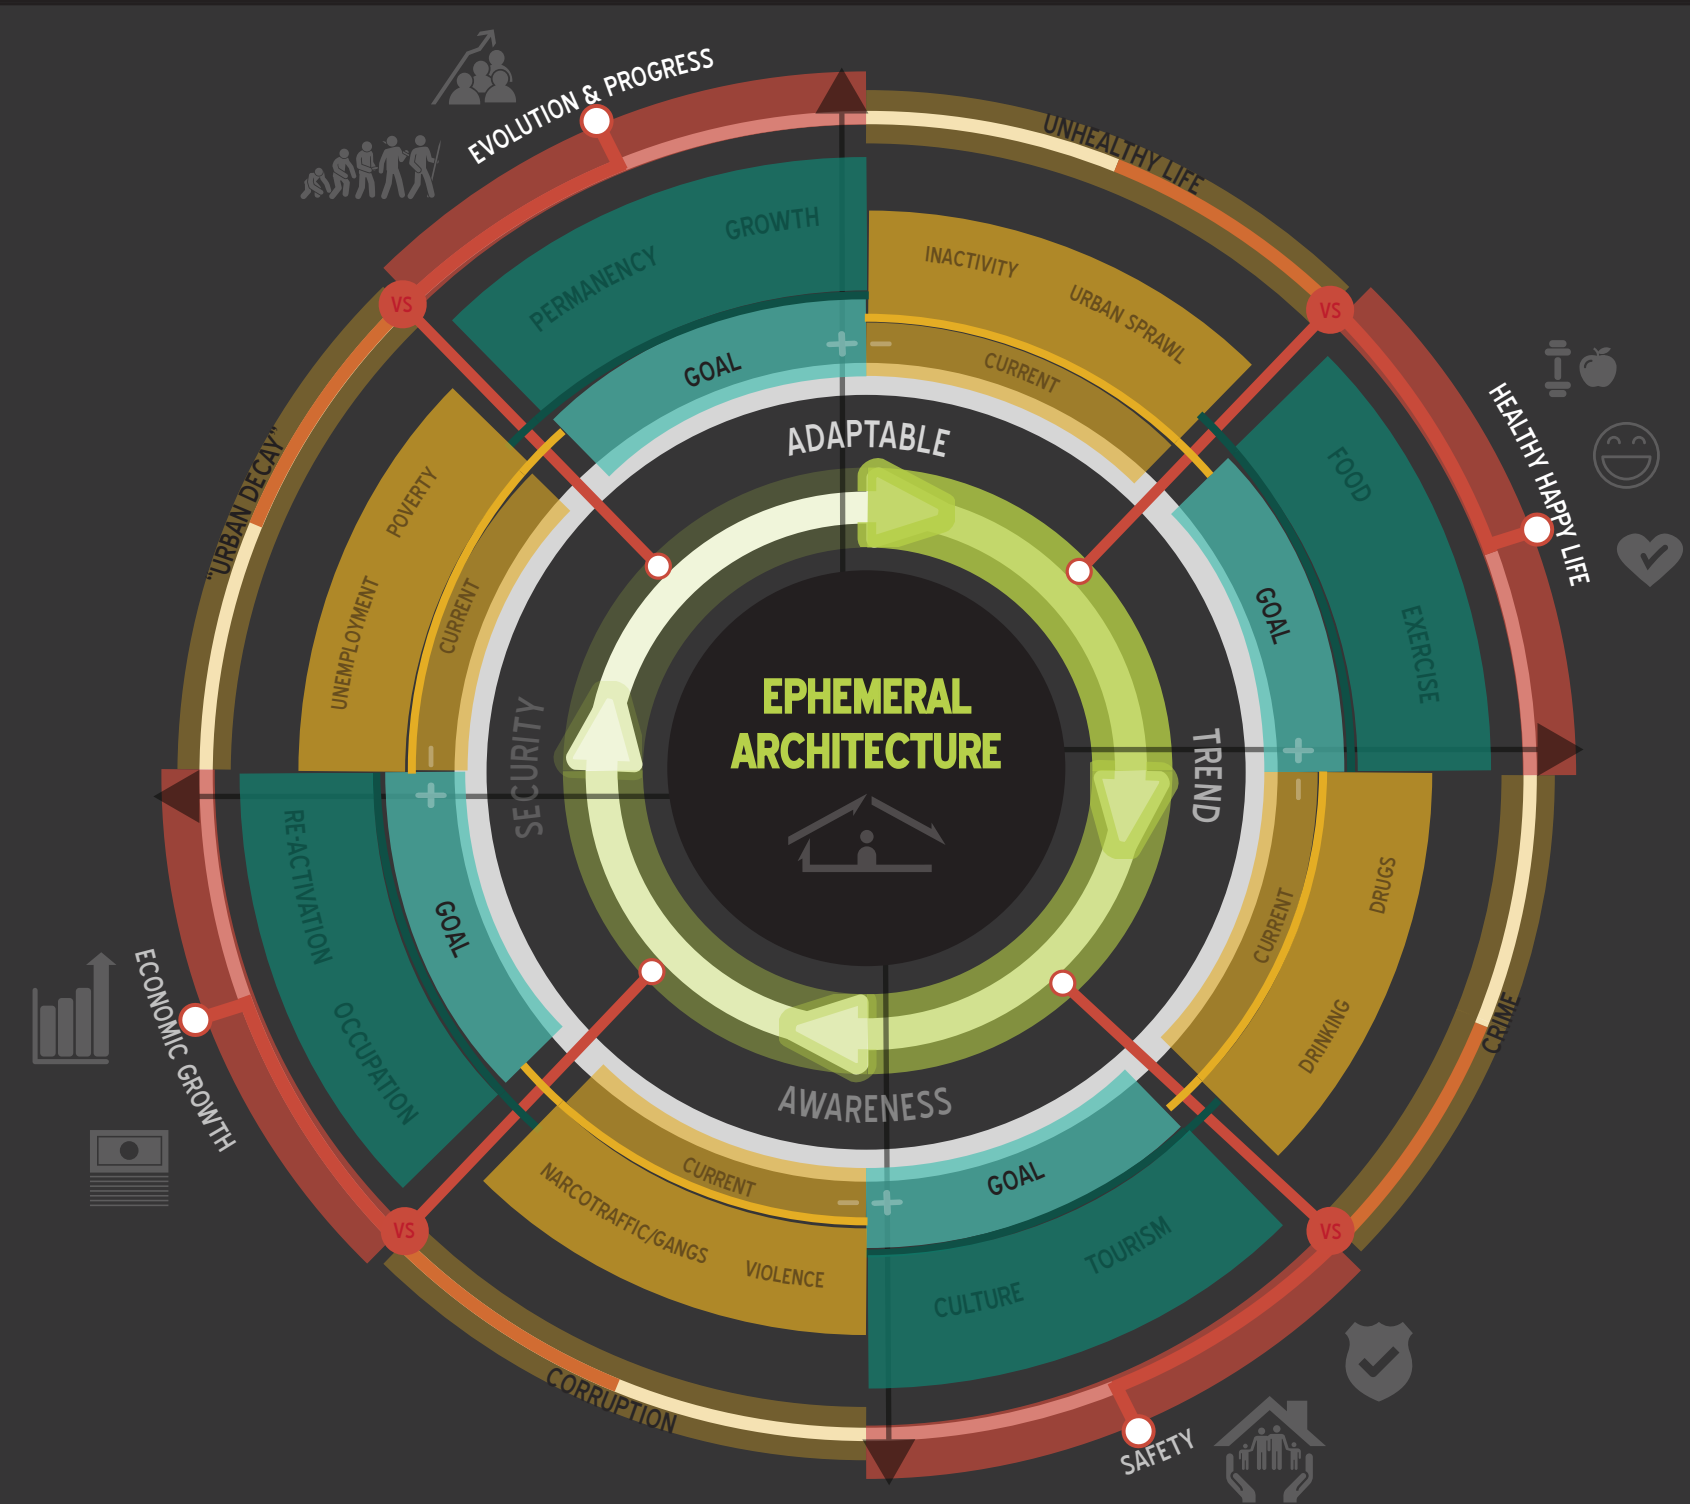 EVOLUTION & PROGRESS
UNHEALTHY LIFE
GROWTH
PERMANENCY
INACTIVITY
URBAN SPRAWL
VS
VS
GOAL
+ −
CURRENT
HEALTHY HAPPY LIFE
ADAPTABLE
"URBAN DECAY"
POVERTY
FOOD
UNEMPLOYMENT
CURRENT
GOAL
EXERCISE
EPHEMERAL
ARCHITECTURE
SECURITY
TREND
− +
+ −
RE-ACTIVATION
GOAL
CURRENT
DRUGS
ECONOMIC GROWTH
OCCUPATION
DRINKING
CRIME
AWARENESS
CURRENT
− +
GOAL
NARCOTRAFFIC/GANGS
VIOLENCE
CULTURE
TOURISM
VS
VS
CORRUPTION
SAFETY